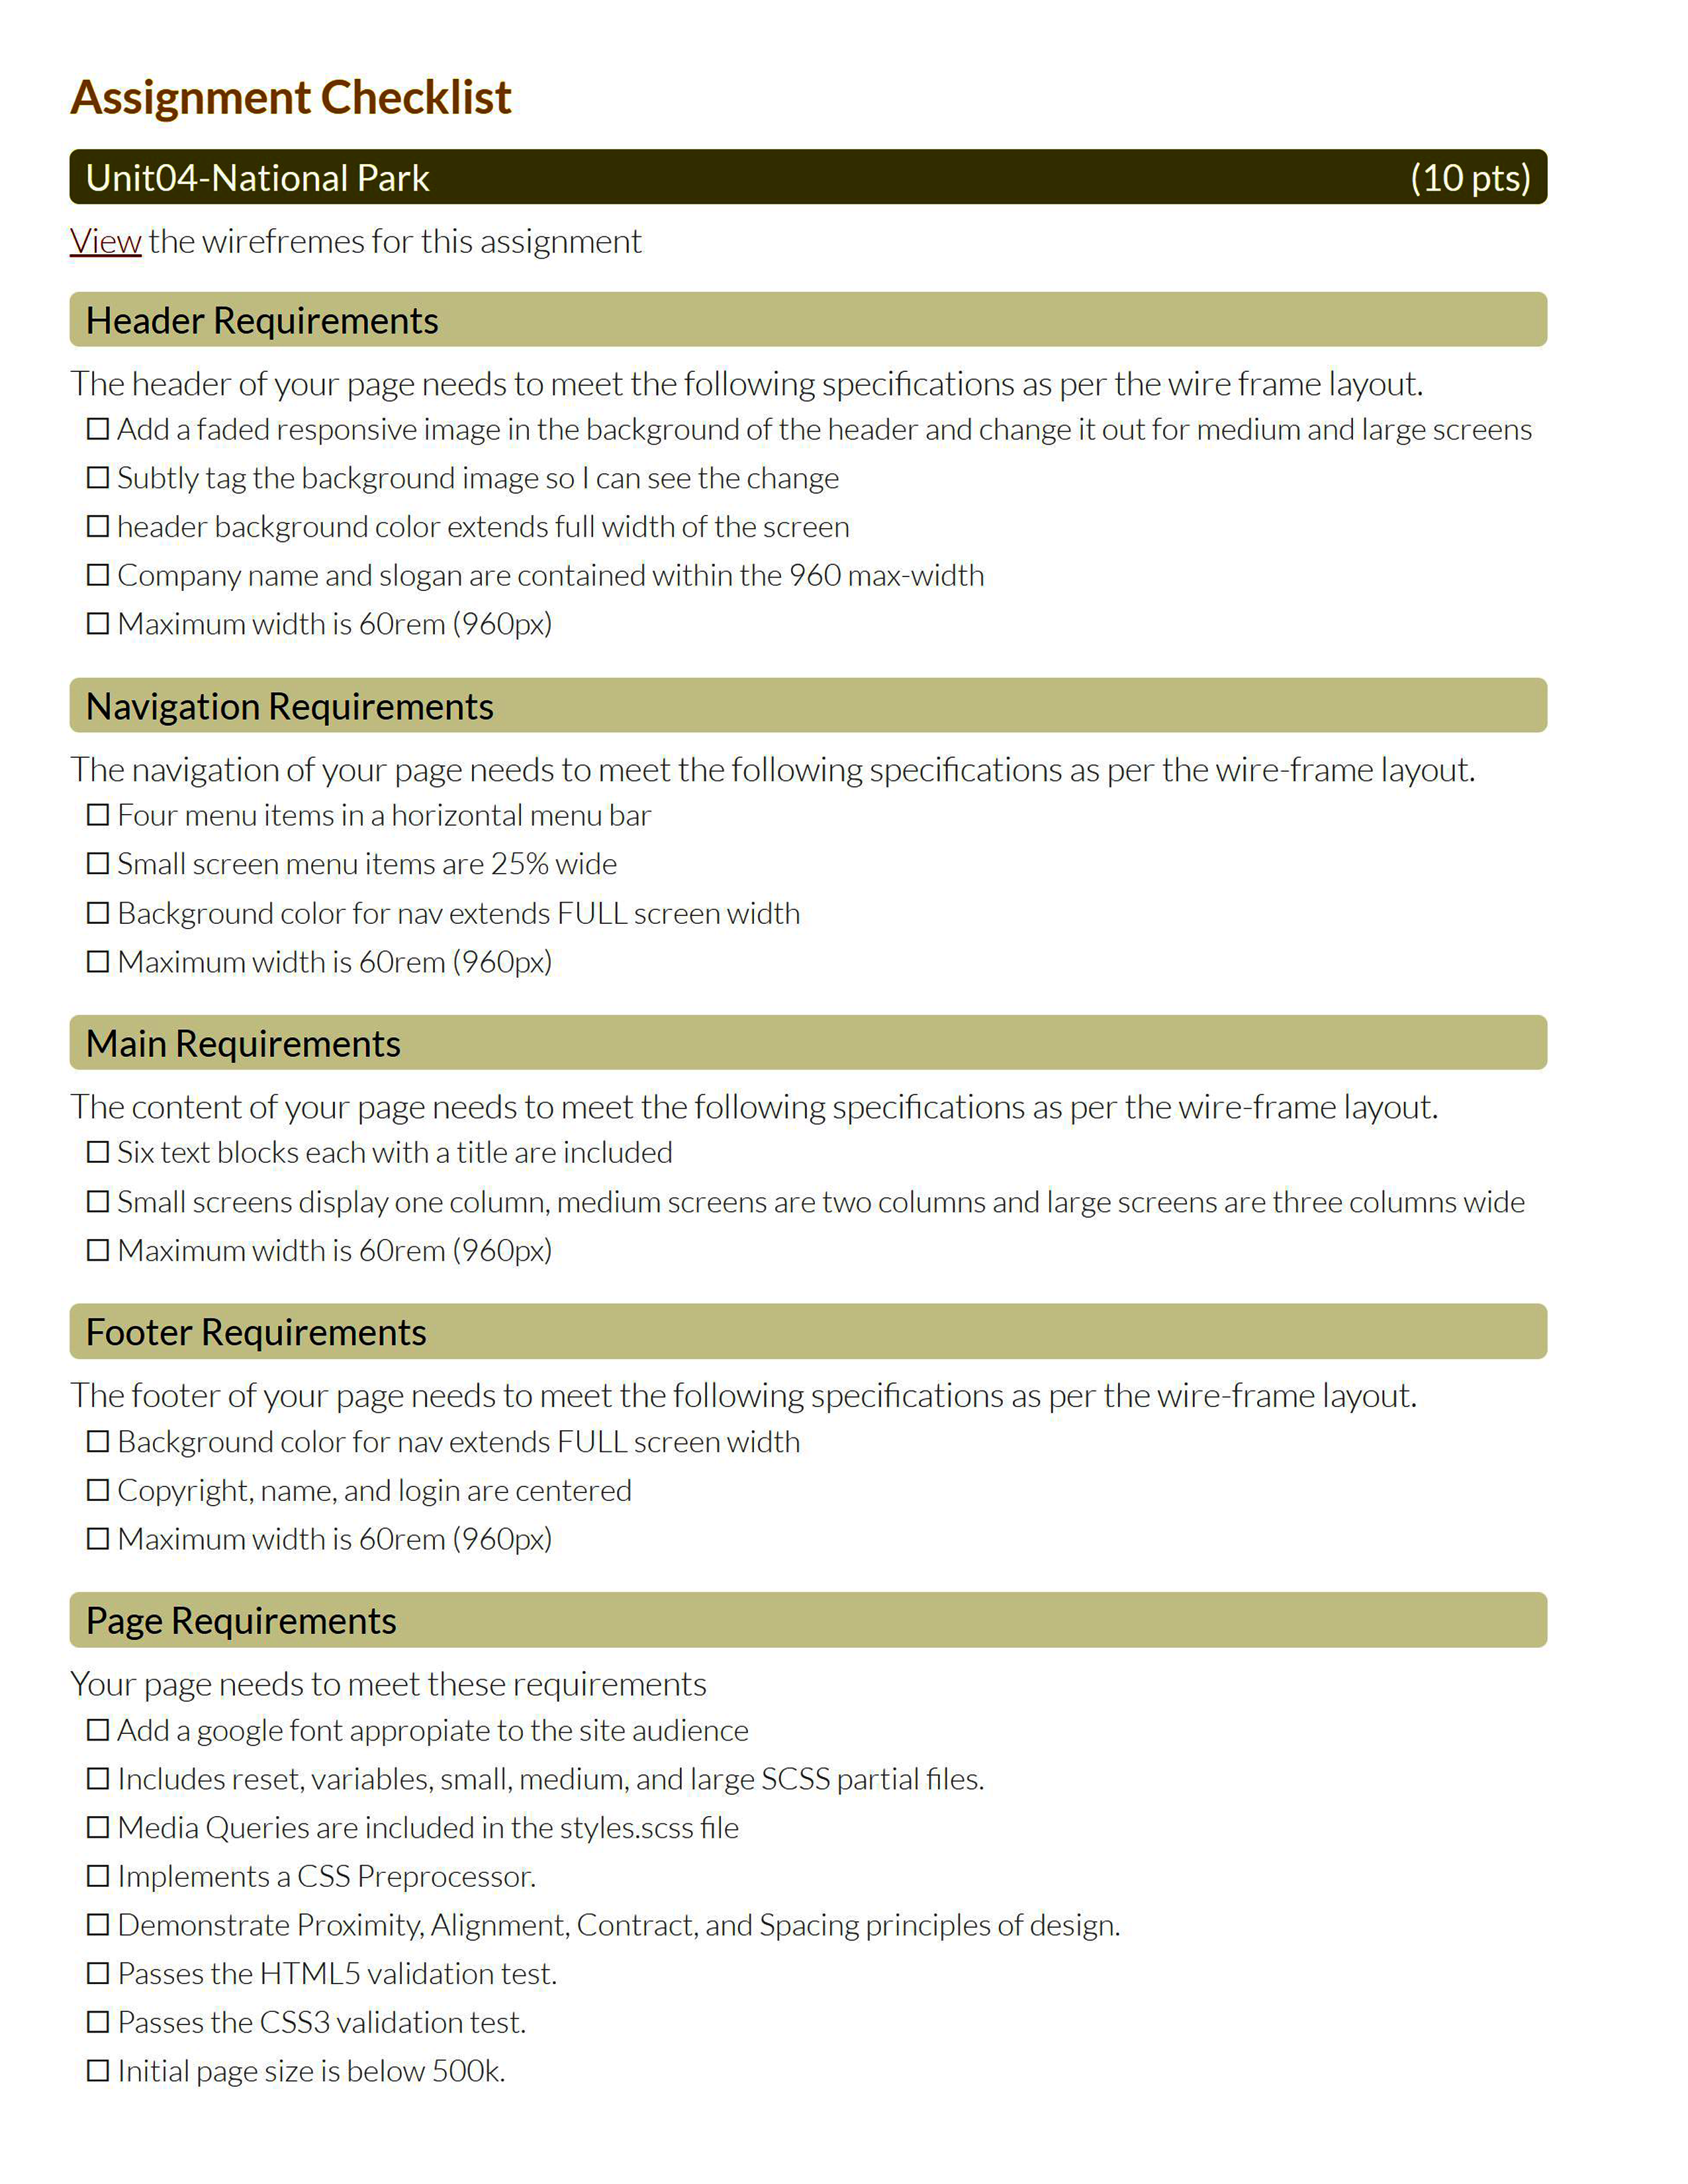 Assignment Checklist
Unit04-National Park (10 pts)
View the wirefremes for this assignment
Header Requirements
The header of your page needs to meet the following specifications as per the wire frame layout.
☐ Add a faded responsive image in the background of the header and change it out for medium and large screens
☐ Subtly tag the background image so I can see the change
☐ header background color extends full width of the screen
☐ Company name and slogan are contained within the 960 max-width
☐ Maximum width is 60rem (960px)
Navigation Requirements
The navigation of your page needs to meet the following specifications as per the wire-frame layout.
☐ Four menu items in a horizontal menu bar
☐ Small screen menu items are 25% wide
☐ Background color for nav extends FULL screen width
☐ Maximum width is 60rem (960px)
Main Requirements
The content of your page needs to meet the following specifications as per the wire-frame layout.
☐ Six text blocks each with a title are included
☐ Small screens display one column, medium screens are two columns and large screens are three columns wide
☐ Maximum width is 60rem (960px)
Footer Requirements
The footer of your page needs to meet the following specifications as per the wire-frame layout.
☐ Background color for nav extends FULL screen width
☐ Copyright, name, and login are centered
☐ Maximum width is 60rem (960px)
Page Requirements
Your page needs to meet these requirements
☐ Add a google font appropiate to the site audience
☐ Includes reset, variables, small, medium, and large SCSS partial files.
☐ Media Queries are included in the styles.scss file
☐ Implements a CSS Preprocessor.
☐ Demonstrate Proximity, Alignment, Contract, and Spacing principles of design.
☐ Passes the HTML5 validation test.
☐ Passes the CSS3 validation test.
☐ Initial page size is below 500k.